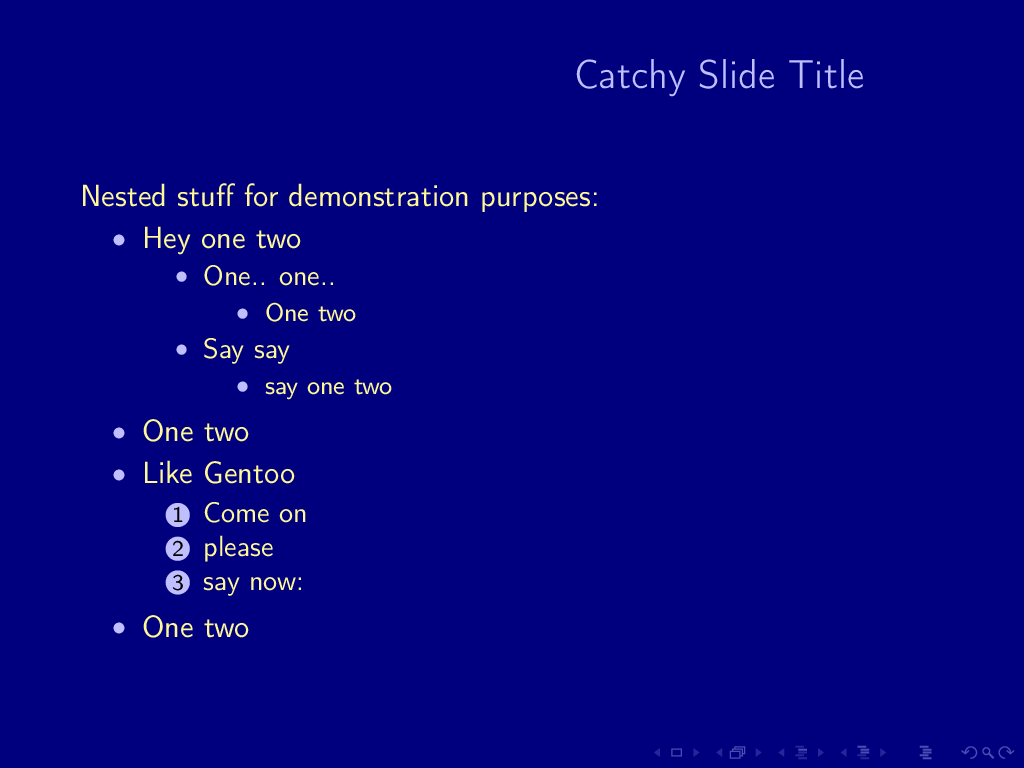 Catchy Slide Title
Nested stuff for demonstration purposes:
• Hey one two
• One.. one..
• One two
• Say say
• say one two
• One two
• Like Gentoo
1 Come on
2 please
3 say now:
• One two